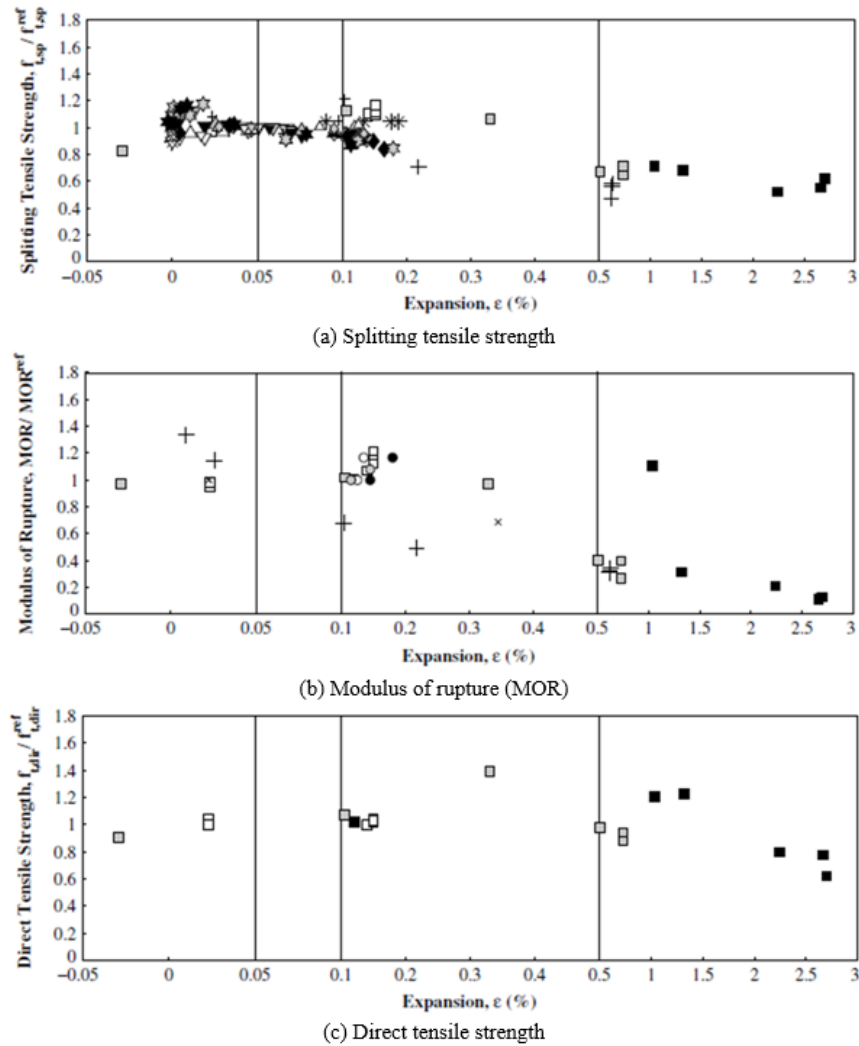 Splitting Tensile Strength, f t,sp / f ref t,sp
1.8
1.6
1.4
1.2
1.0
0.8
0.6
0.4
0.2
0
−0.05 0 0.05 0.1 0.2 0.3 0.4 0.5 1 1.5 2 2.5 3
Expansion, ε (%)
(a) Splitting tensile strength
Modulus of Rupture, MOR/ MOR ref
1.8
1.6
1.4
1.2
1
0.8
0.6
0.4
0.2
0
−0.05 0 0.05 0.1 0.2 0.3 0.4 0.5 1 1.5 2 2.5 3
Expansion, ε (%)
(b) Modulus of rupture (MOR)
Direct Tensile Strength, f t,dir / f ref t,dir
1.8
1.6
1.4
1.2
1
0.8
0.6
0.4
0.2
0
−0.05 0 0.05 0.1 0.2 0.3 0.4 0.5 1 1.5 2 2.5 3
Expansion, ε (%)
(c) Direct tensile strength